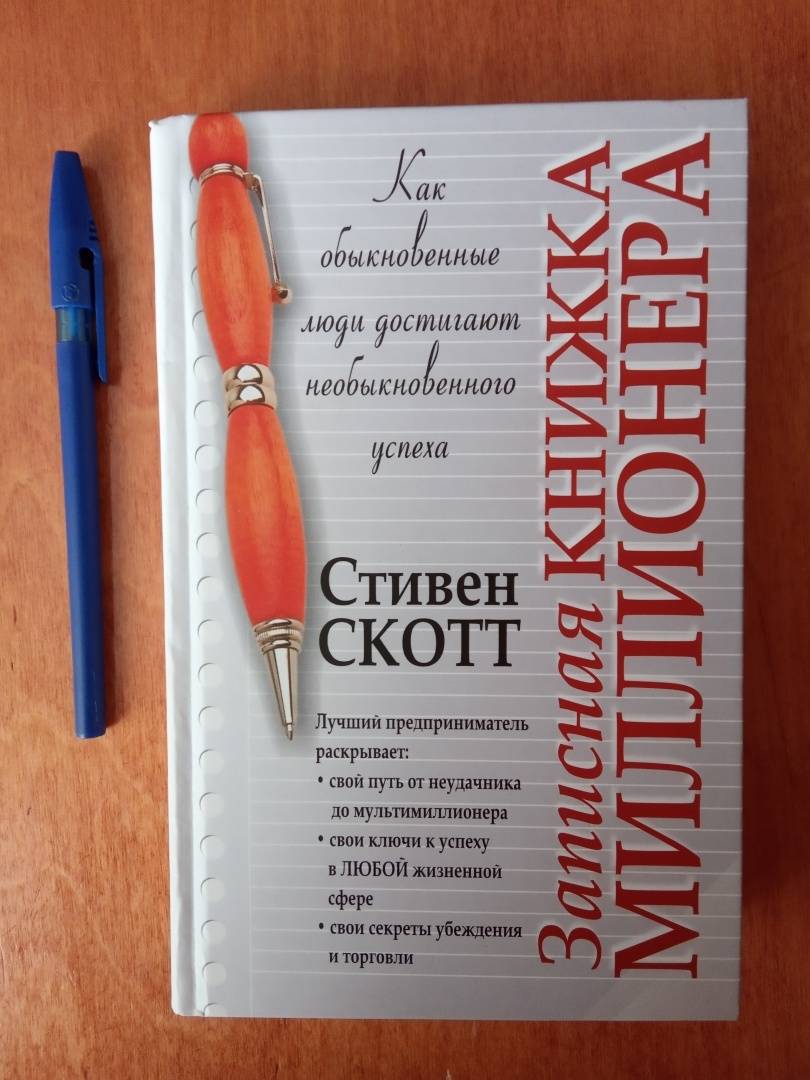 Как
обыкновенные
люди достигают
необыкновенного
успеха
Стивен
СКОТТ
Лучший предприниматель
раскрывает:
• свой путь от неудачника
до мультимиллионера
• свои ключи к успеху
в ЛЮБОЙ жизненной
сфере
• свои секреты убеждения
и торговли
Записная КНИЖКА
МИЛЛИОНЕРА